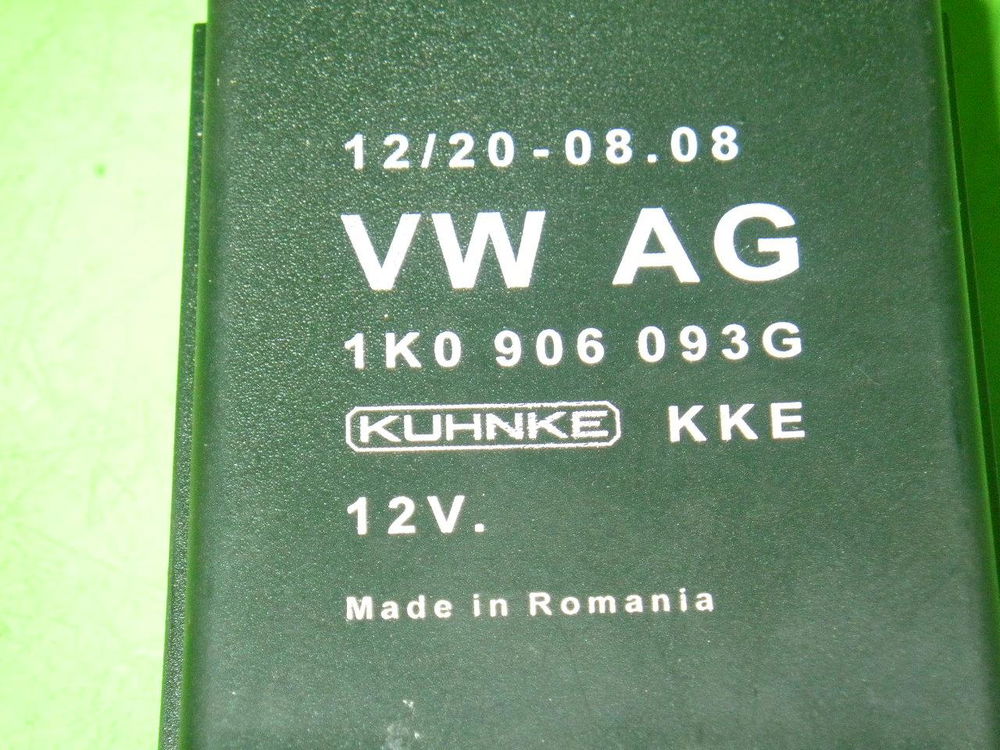 12/20-08.08
VW AG
1K0 906 093G
KUHNKE KKE
12V.
Made in Romania